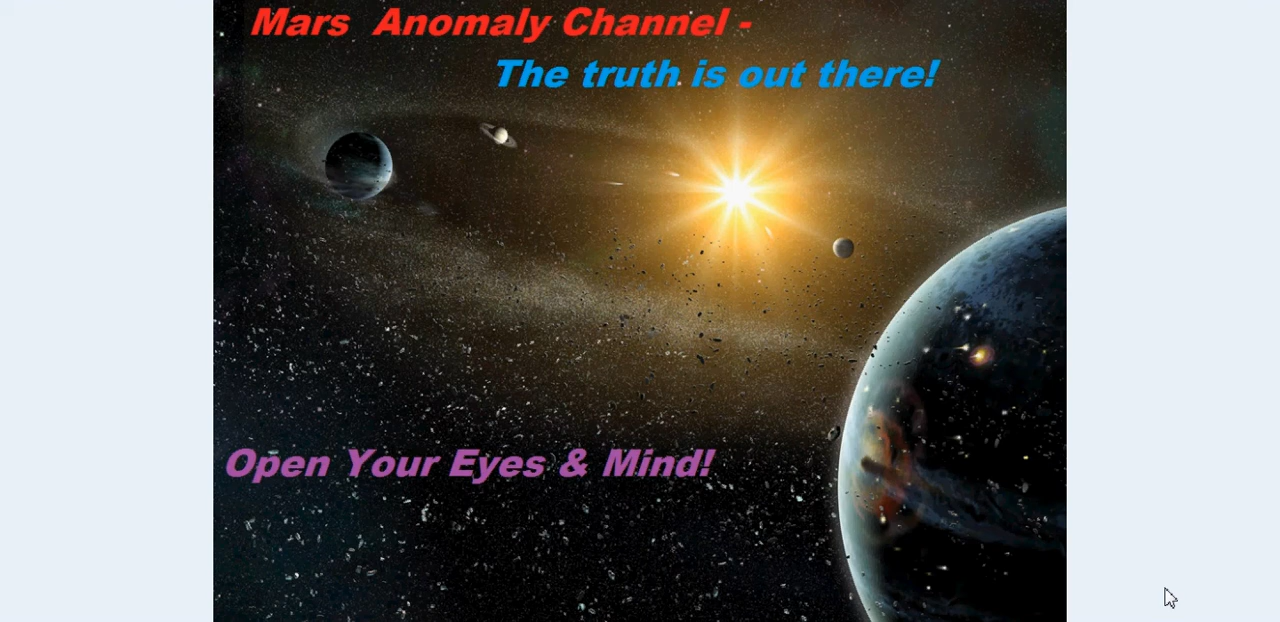 Mars Anomaly Channel -
The truth is out there!
Open Your Eyes & Mind!